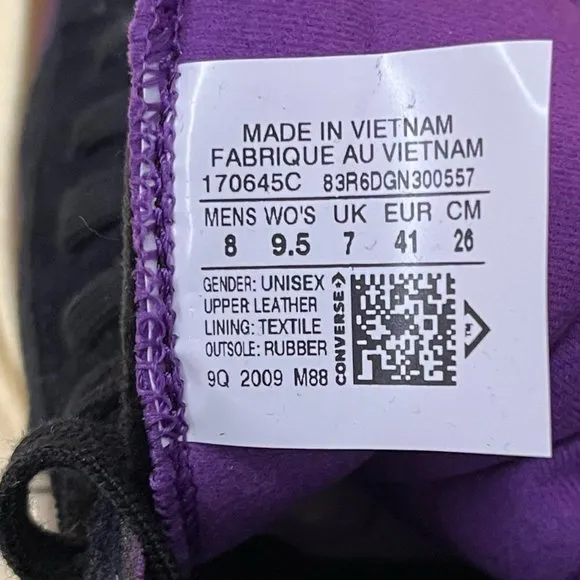 MADE IN VIETNAM
FABRIQUE AU VIETNAM
170645C 83R6DGN300557
MENS WO'S UK EUR CM
8 9.5 7 41 26
GENDER: UNISEX
UPPER LEATHER
LINING: TEXTILE
OUTSOLE: RUBBER
9Q 2009 M88
CONVERSE
TM